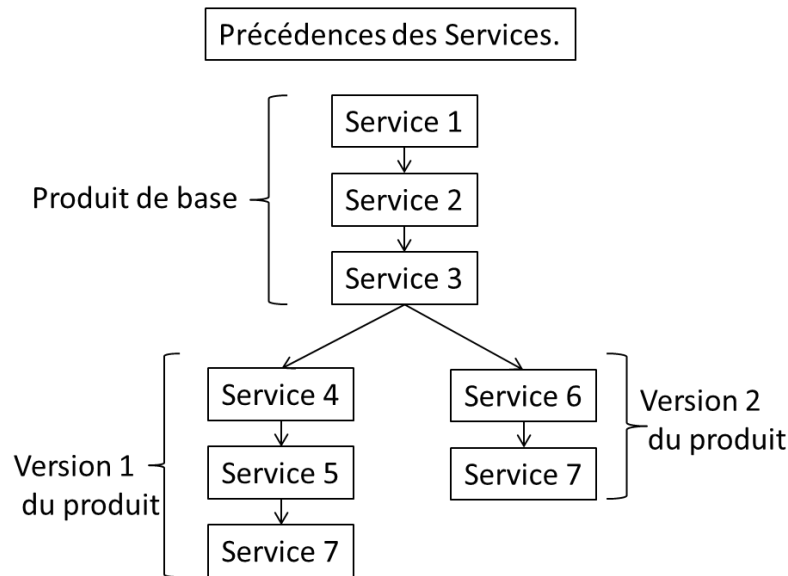 Précédences des Services.
Service 1
Produit de base
Service 2
Service 3
Service 4
Service 6
Version 2
du produit
Version 1
du produit
Service 5
Service 7
Service 7